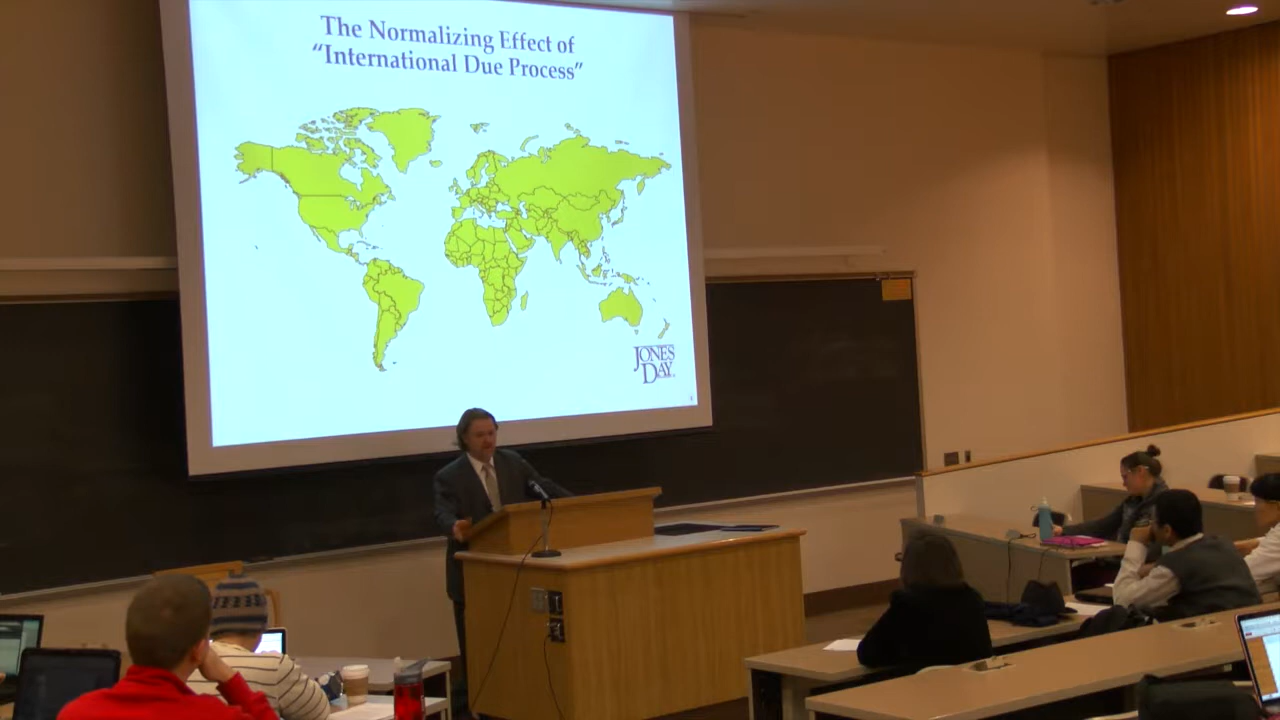 The Normalizing Effect of
“International Due Process”
JONES
DAY